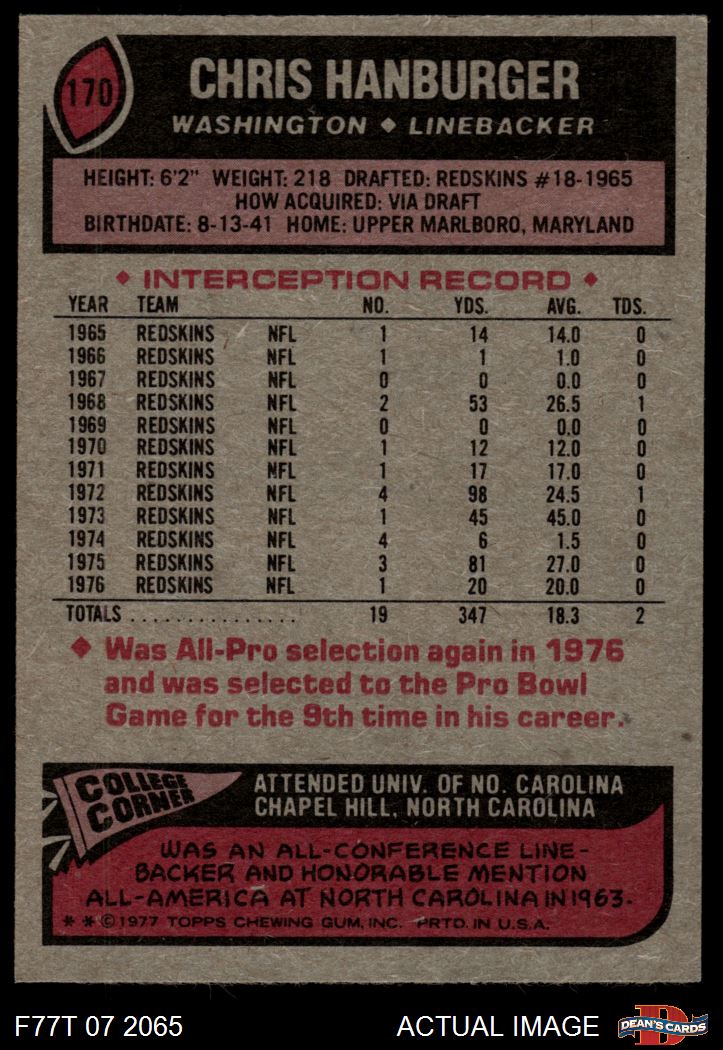 170
CHRIS HANBURGER
WASHINGTON ◆ LINEBACKER
HEIGHT: 6'2" WEIGHT: 218 DRAFTED: REDSKINS #18-1965
HOW ACQUIRED: VIA DRAFT
BIRTHDATE: 8-13-41 HOME: UPPER MARLBORO, MARYLAND
◆ INTERCEPTION RECORD ◆
YEAR TEAM NO. YDS. AVG. TDS.
1965 REDSKINS NFL 1 14 14.0 0
1966 REDSKINS NFL 1 1 1.0 0
1967 REDSKINS NFL 0 0 0.0 0
1968 REDSKINS NFL 2 53 26.5 1
1969 REDSKINS NFL 0 0 0.0 0
1970 REDSKINS NFL 1 12 12.0 0
1971 REDSKINS NFL 1 17 17.0 0
1972 REDSKINS NFL 4 98 24.5 1
1973 REDSKINS NFL 1 45 45.0 0
1974 REDSKINS NFL 4 6 1.5 0
1975 REDSKINS NFL 3 81 27.0 0
1976 REDSKINS NFL 1 20 20.0 0
TOTALS ................ 19 347 18.3 2
◆ Was All-Pro selection again in 1976
and was selected to the Pro Bowl
Game for the 9th time in his career.
COLLEGE
CORNER
ATTENDED UNIV. OF NO. CAROLINA
CHAPEL HILL, NORTH CAROLINA
WAS AN ALL-CONFERENCE LINE-
BACKER AND HONORABLE MENTION
ALL-AMERICA AT NORTH CAROLINA IN 1963.
* * © 1977 TOPPS CHEWING GUM, INC. PRTD. IN U.S.A.
F77T 07 2065 ACTUAL IMAGE
D
DEAN'S CARDS